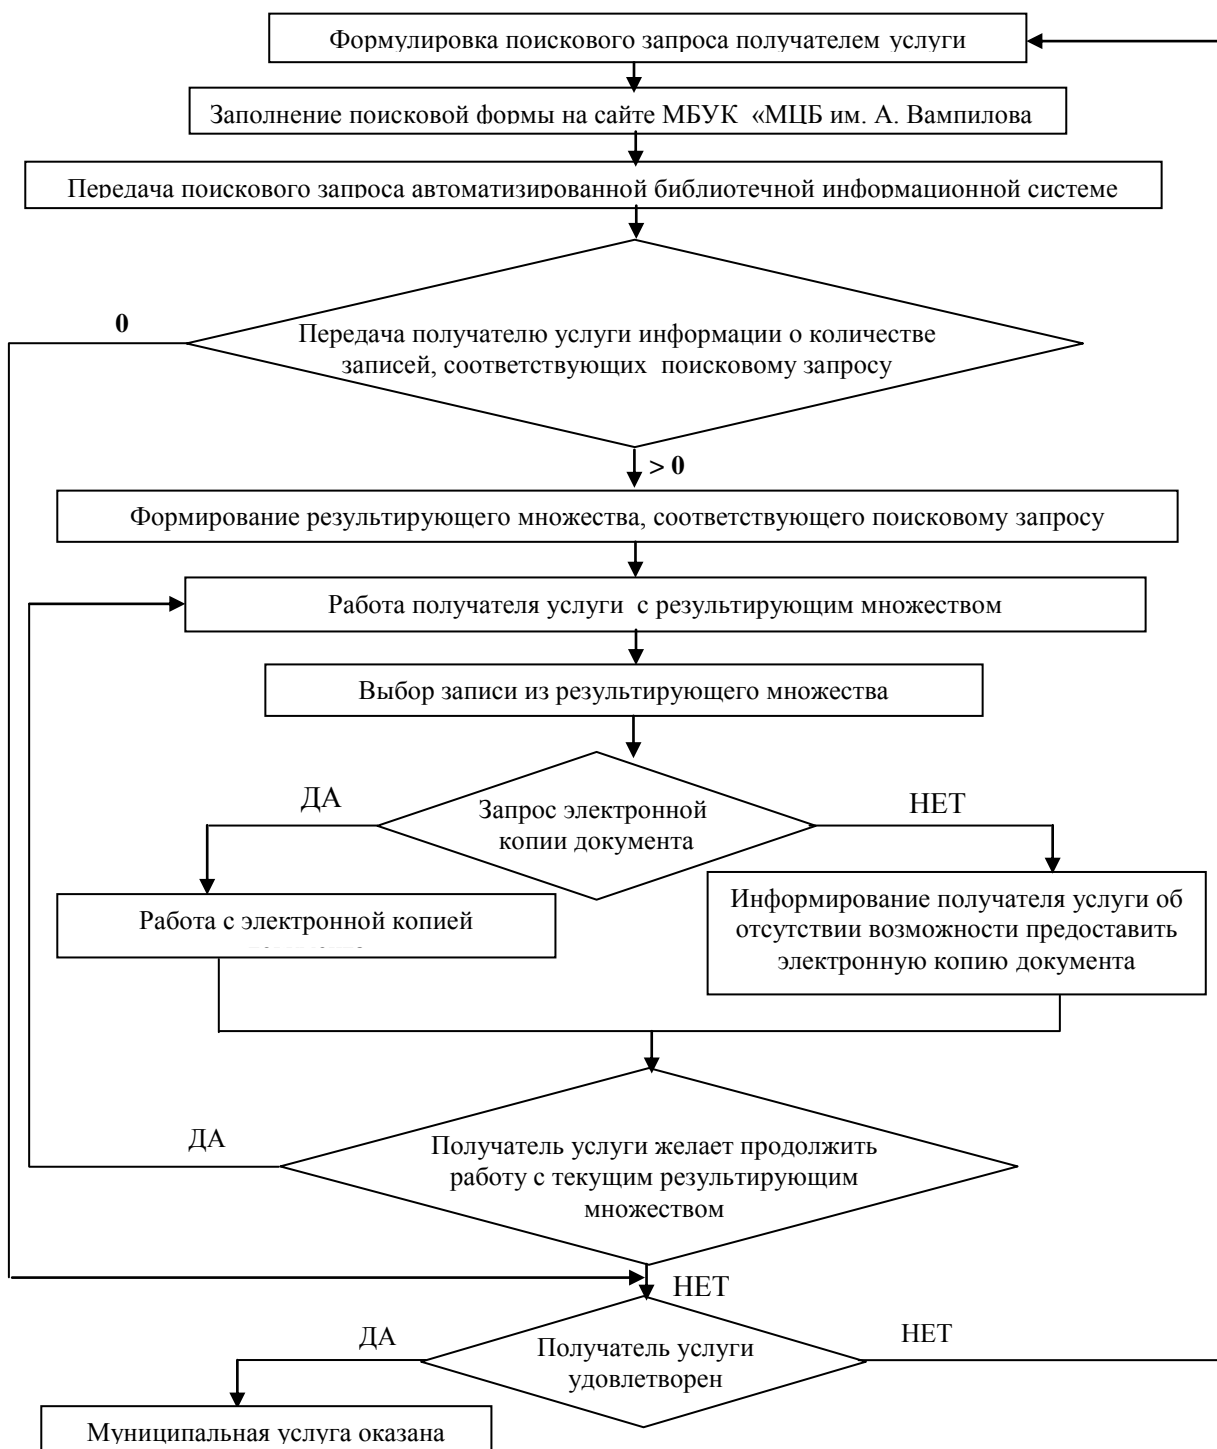 Формулировка поискового запроса получателем услуги
Заполнение поисковой формы на сайте МБУК «МЦБ им. А. Вампилова
Передача поискового запроса автоматизированной библиотечной информационной системе
0
Передача получателю услуги информации о количестве
записей, соответствующих поисковому запросу
> 0
Формирование результирующего множества, соответствующего поисковому запросу
Работа получателя услуги с результирующим множеством
Выбор записи из результирующего множества
ДА
Запрос электронной
копии документа
НЕТ
Работа с электронной копией
Информирование получателя услуги об
отсутствии возможности предоставить
электронную копию документа
ДА
Получатель услуги желает продолжить
работу с текущим результирующим
множеством
НЕТ
ДА
Получатель услуги
удовлетворен
НЕТ
Муниципальная услуга оказана